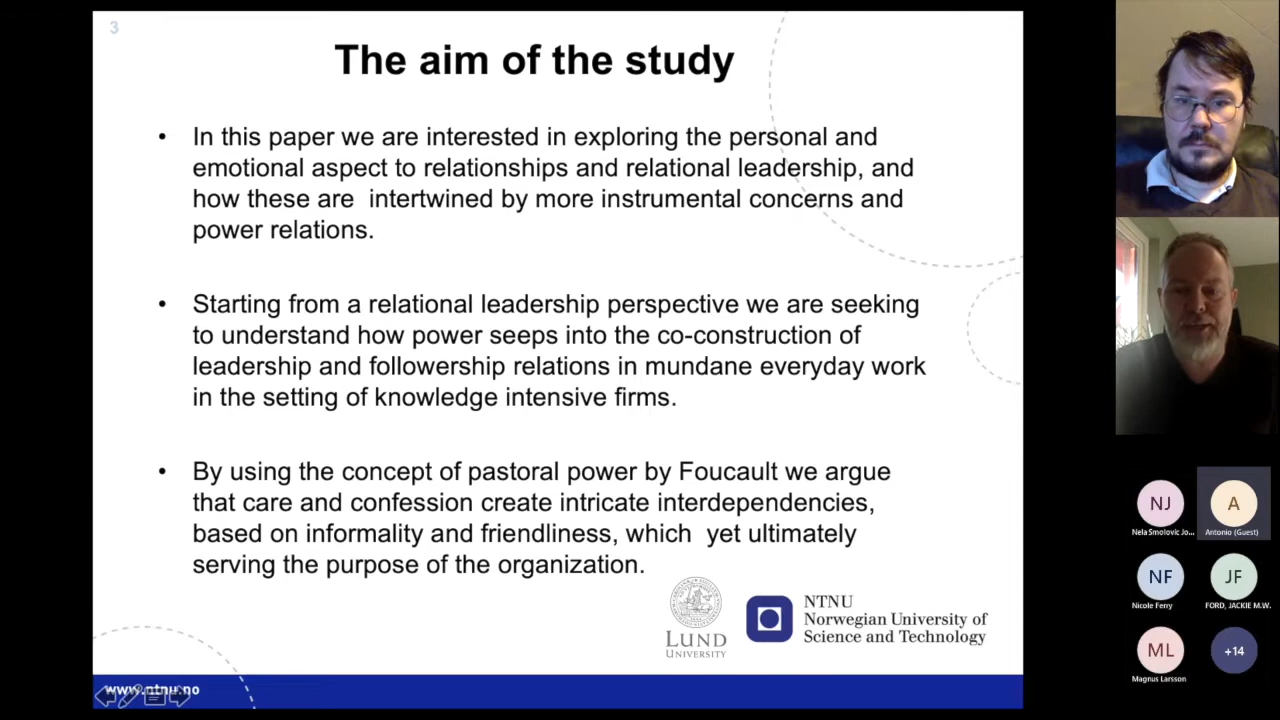 3
The aim of the study
• In this paper we are interested in exploring the personal and
emotional aspect to relationships and relational leadership, and
how these are intertwined by more instrumental concerns and
power relations.
• Starting from a relational leadership perspective we are seeking
to understand how power seeps into the co-construction of
leadership and followership relations in mundane everyday work
in the setting of knowledge intensive firms.
• By using the concept of pastoral power by Foucault we argue
that care and confession create intricate interdependencies,
based on informality and friendliness, which yet ultimately
serving the purpose of the organization.
LUND
UNIVERSITY
NTNU
Norwegian University of
Science and Technology
www.ntnu.no
NJ
Nela Smolovic Jo...
A
Antonio (Guest)
NF
Nicole Ferry
JF
FORD, JACKIE M.W.
ML
Magnus Larsson
+14